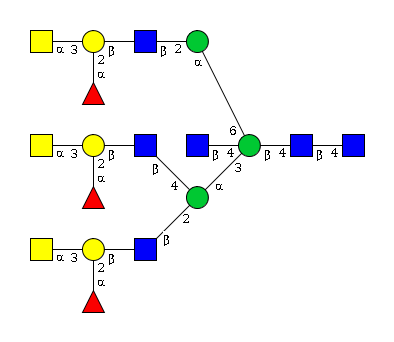 α 3 β β 2
2 α
α
6
α 3 β β 4 β 4 β 4
2 3
α β α
4
2
β
α 3 β
2
α